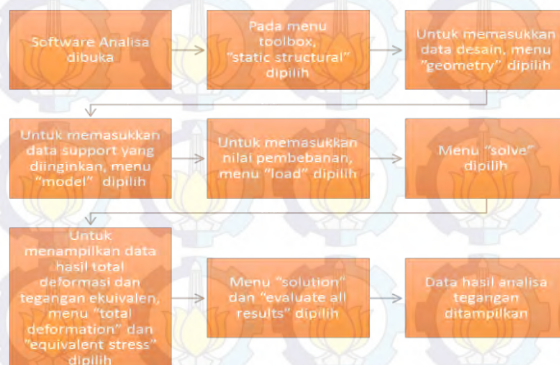 Software Analisa
dibuka
Pada menu
toolbox,
"static structural"
dipilih
Untuk memasukkan
data desain, menu
"geometry" dipilih
Untuk memasukkan
data support yang
diinginkan, menu
"model" dipilih
Untuk memasukkan
nilai pembebanan,
menu "load" dipilih
Menu "solve"
dipilih
Untuk
menampilkan data
hasil total
deformasi dan
tegangan ekuivalen,
menu "total
deformation" dan
"equivalent stress"
dipilih
Menu "solution"
dan "evaluate all
results" dipilih
Data hasil analisa
tegangan
ditampilkan